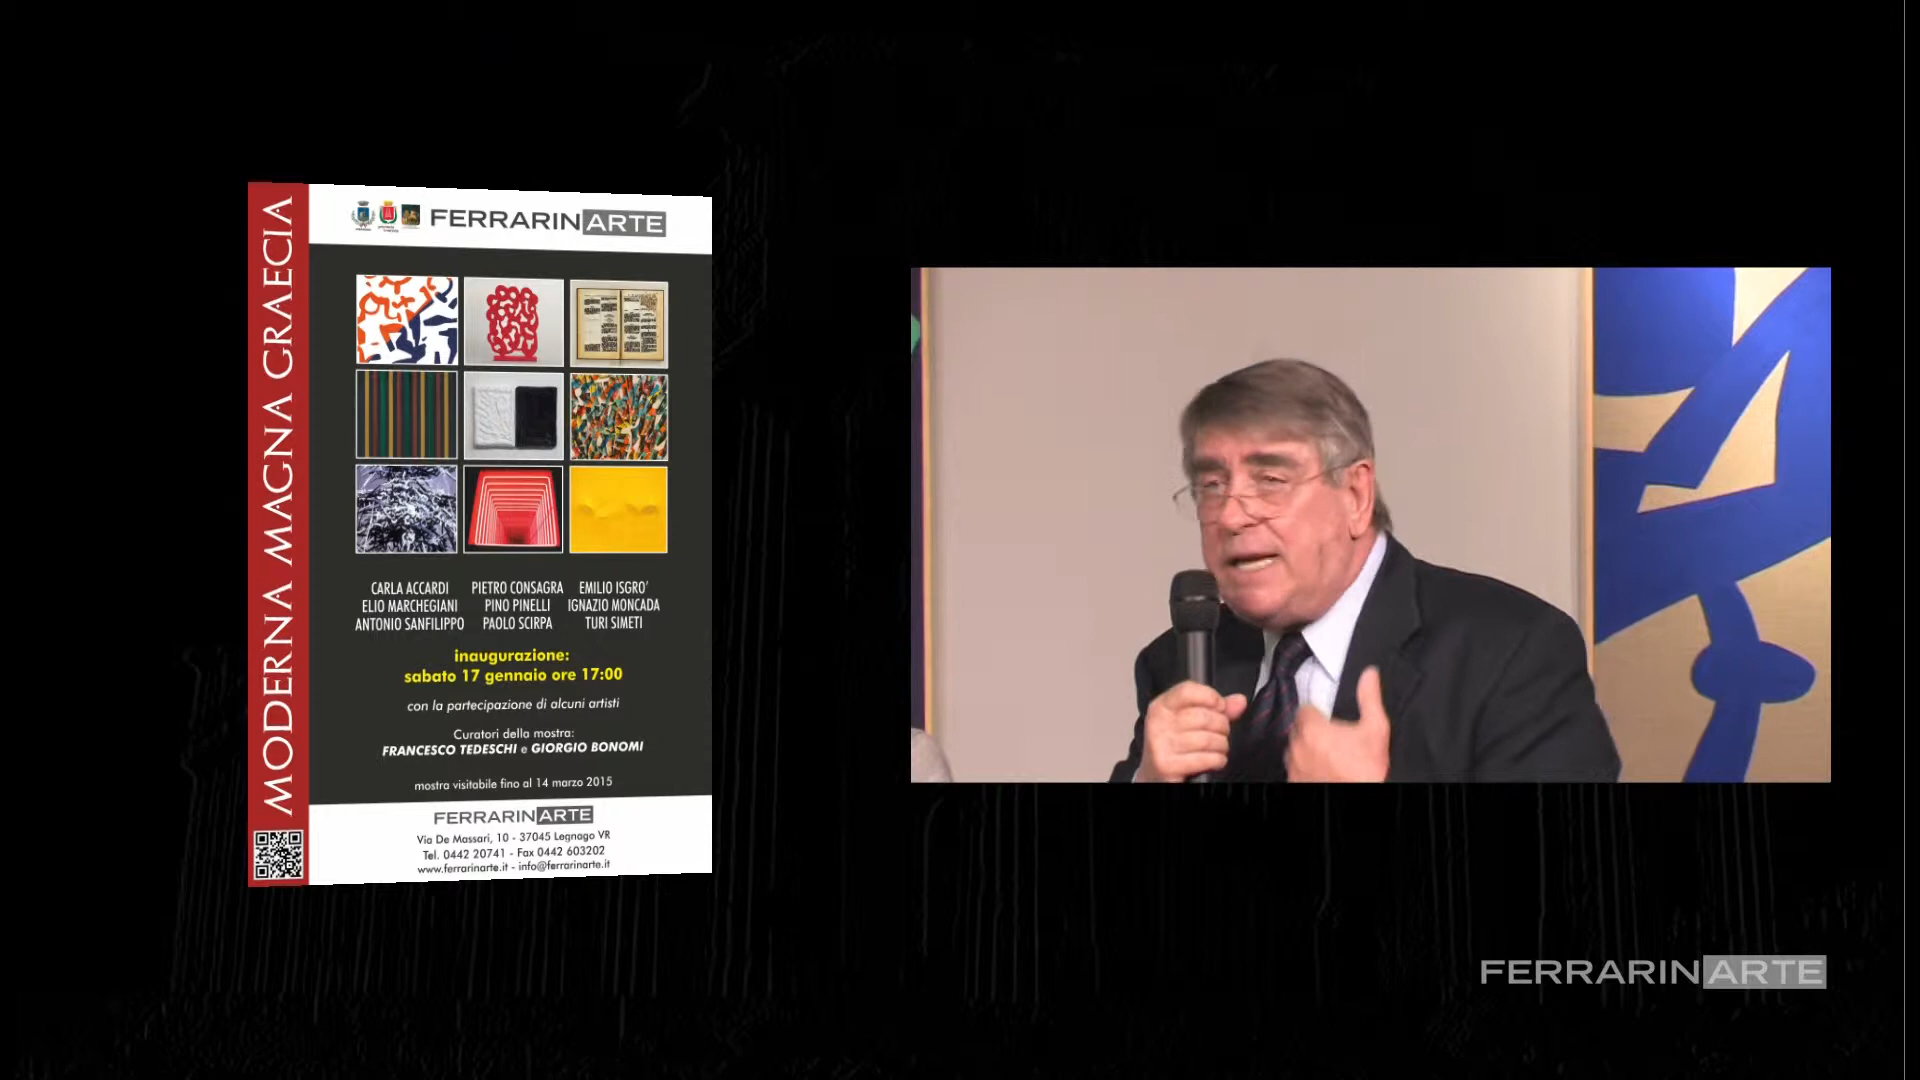 MODERNA MAGNA GRAECIA
FERRARINARTE
CARLA ACCARDI PIETRO CONSAGRA EMILIO ISGRO'
ELIO MARCHEGIANI PINO PINELLI IGNAZIO MONCADA
ANTONIO SANFILIPPO PAOLO SCIRPA TURI SIMETI
inaugurazione:
sabato 17 gennaio ore 17:00
con la partecipazione di alcuni artisti
Curatori della mostra:
FRANCESCO TEDESCHI e GIORGIO BONOMI
mostra visitabile fino al 14 marzo 2015
FERRARINARTE
Via De Massari, 10 - 37045 Legnago VR
Tel. 0442 20741 - Fax 0442 603202
www.ferrarinarte.it - info@ferrarinarte.it
FERRARINARTE